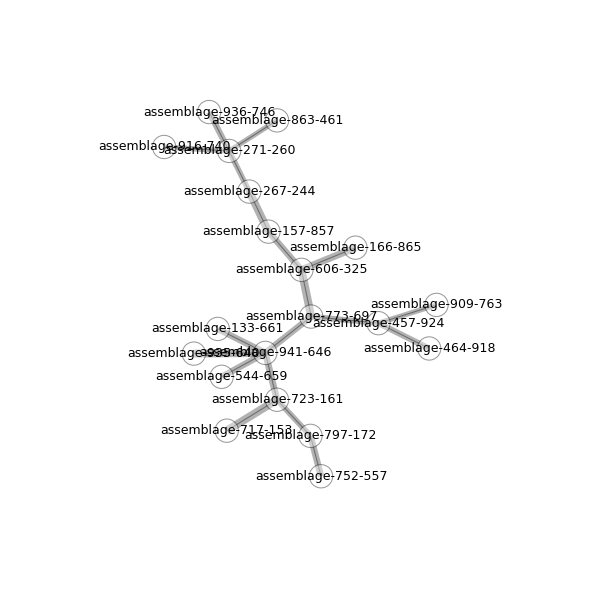 assemblage-936-746
assemblage-863-461
assemblage-916-740
assemblage-271-260
assemblage-267-244
assemblage-157-857
assemblage-166-865
assemblage-606-325
assemblage-909-763
assemblage-773-697
assemblage-457-924
assemblage-133-661
assemblage-464-918
assemblage-941-646
assemblage-544-659
assemblage-723-161
assemblage-717-153
assemblage-797-172
assemblage-752-557